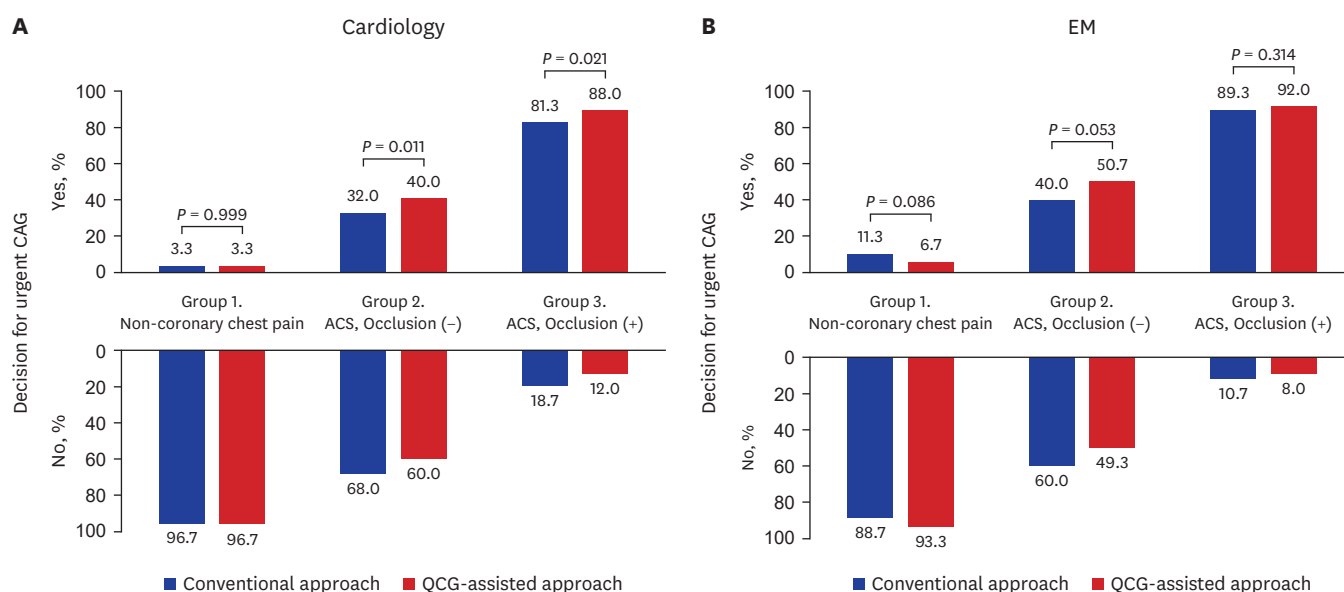 A
Cardiology
Decision for urgent CAG
Yes, %
100
80
60
40
20
0
P = 0.999
3.3
3.3
P = 0.011
32.0
40.0
P = 0.021
81.3
88.0
Group 1.
Non-coronary chest pain
Group 2.
ACS, Occlusion (−)
Group 3.
ACS, Occlusion (+)
No, %
0
20
40
60
80
100
96.7
96.7
68.0
60.0
18.7
12.0
Conventional approach
QCG-assisted approach
B
EM
Decision for urgent CAG
Yes, %
100
80
60
40
20
0
P = 0.086
11.3
6.7
P = 0.053
40.0
50.7
P = 0.314
89.3
92.0
Group 1.
Non-coronary chest pain
Group 2.
ACS, Occlusion (−)
Group 3.
ACS, Occlusion (+)
No, %
0
20
40
60
80
100
88.7
93.3
60.0
49.3
10.7
8.0
Conventional approach
QCG-assisted approach